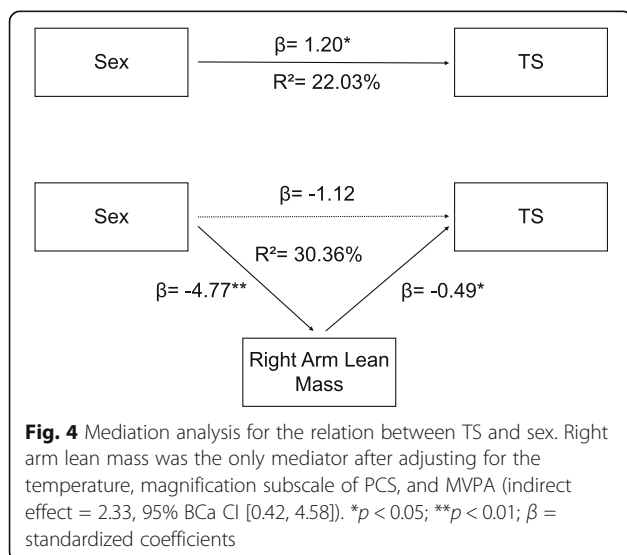 β= 1.20*
Sex TS
R²= 22.03%
β= -1.12
Sex TS
R²= 30.36%
β= -4.77** β= -0.49*
Right Arm Lean
Mass
Fig. 4 Mediation analysis for the relation between TS and sex. Right
arm lean mass was the only mediator after adjusting for the
temperature, magnification subscale of PCS, and MVPA (indirect
effect = 2.33, 95% BCa CI [0.42, 4.58]). *p < 0.05; **p < 0.01; β =
standardized coefficients